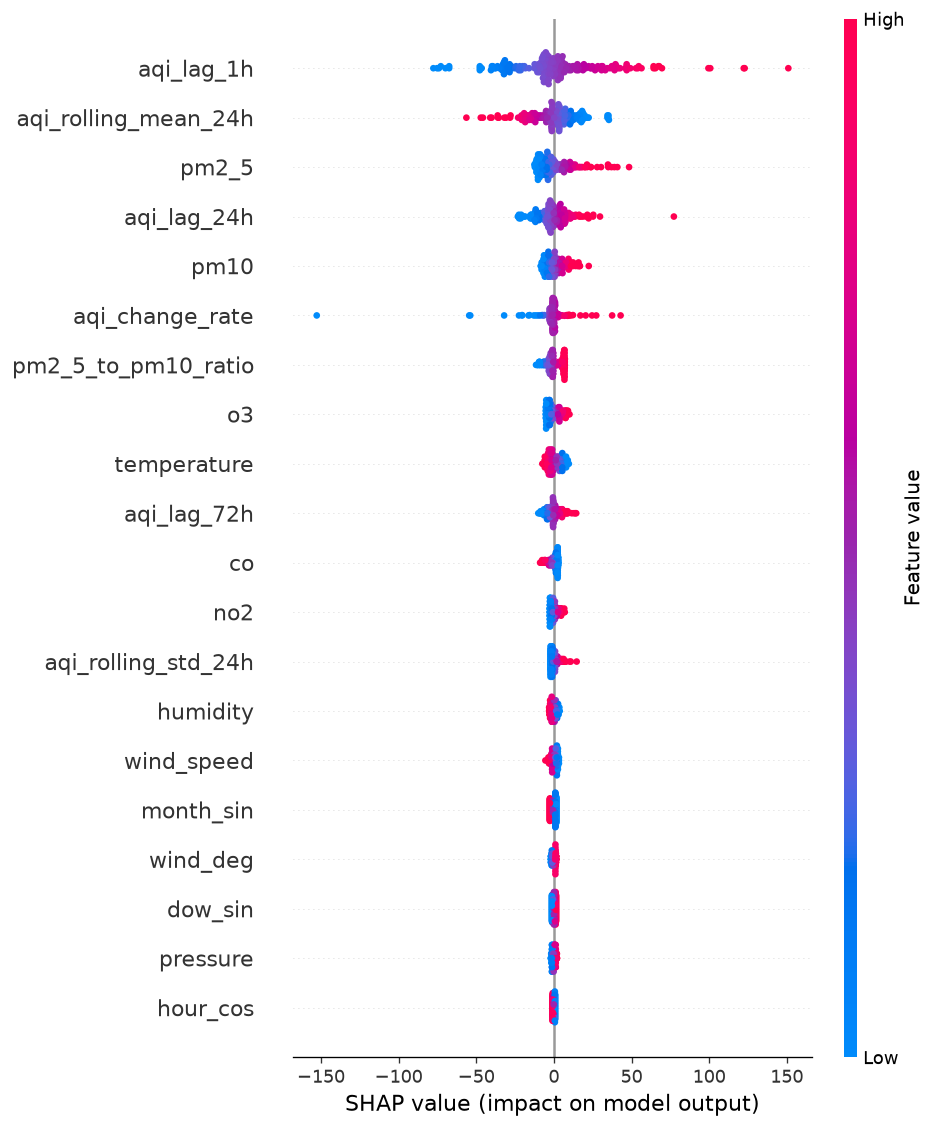 High
aqi_lag_1h
aqi_rolling_mean_24h
pm2_5
aqi_lag_24h
pm10
aqi_change_rate
pm2_5_to_pm10_ratio
o3
temperature
aqi_lag_72h
co
no2
aqi_rolling_std_24h
humidity
wind_speed
month_sin
wind_deg
dow_sin
pressure
hour_cos
Feature value
Low
−150 −100 −50 0 50 100 150
SHAP value (impact on model output)